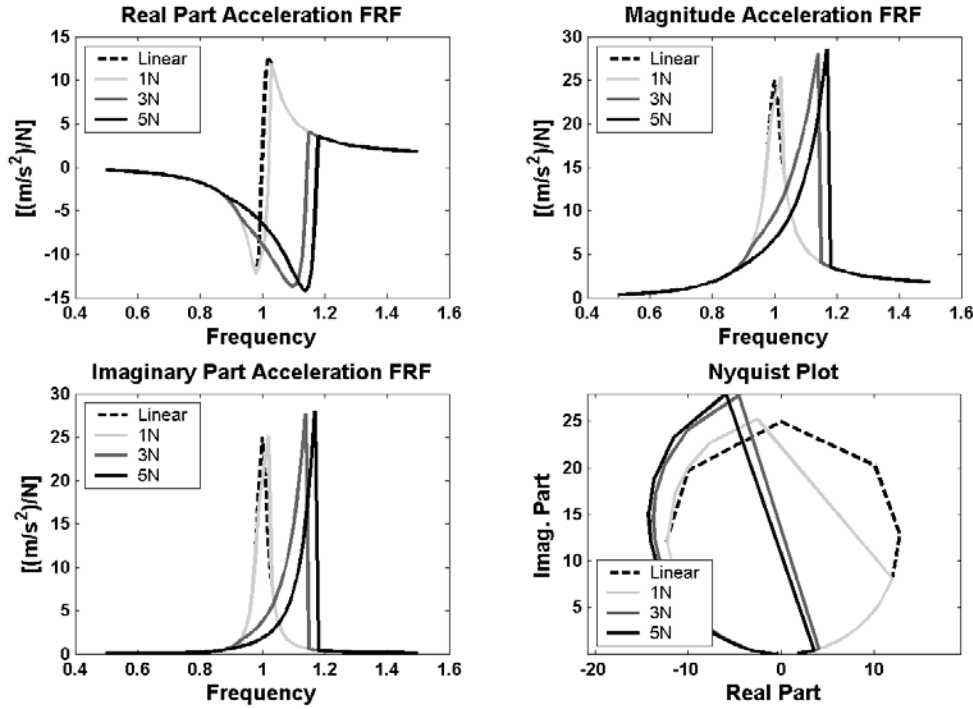 Real Part Acceleration FRF
[(m/s²)/N]
15
10
5
0
-5
-10
-15
Linear
1N
3N
5N
0.4 0.6 0.8 1 1.2 1.4 1.6
Frequency
Magnitude Acceleration FRF
[(m/s²)/N]
30
25
20
15
10
5
0
Linear
1N
3N
5N
0.4 0.6 0.8 1 1.2 1.4 1.6
Frequency
Imaginary Part Acceleration FRF
[(m/s²)/N]
30
25
20
15
10
5
0
Linear
1N
3N
5N
0.4 0.6 0.8 1 1.2 1.4 1.6
Frequency
Nyquist Plot
Imag. Part
25
20
15
10
5
0
Linear
1N
3N
5N
-20 -10 0 10
Real Part